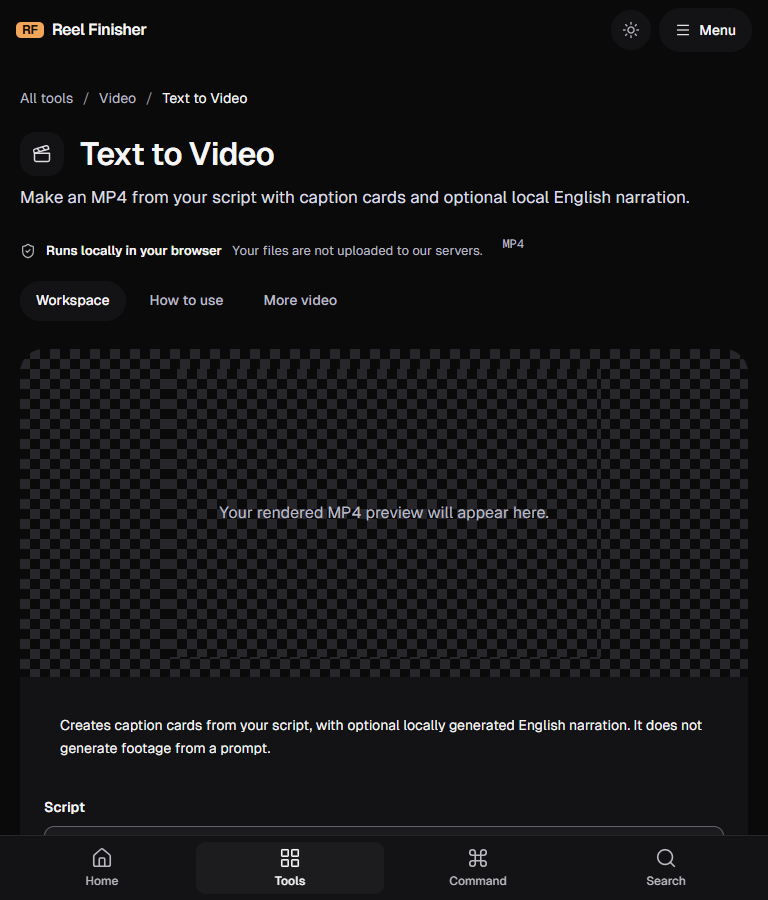 RF Reel Finisher
Menu
All tools / Video / Text to Video
Text to Video
Make an MP4 from your script with caption cards and optional local English narration.
Runs locally in your browser Your files are not uploaded to our servers. MP4
Workspace How to use More video
Your rendered MP4 preview will appear here.
Creates caption cards from your script, with optional locally generated English narration. It does not
generate footage from a prompt.
Script
Home Tools Command Search